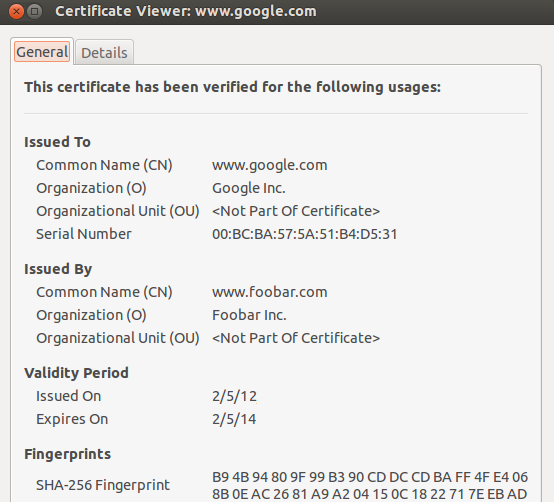 Certificate Viewer: www.google.com
General Details
This certificate has been verified for the following usages:
Issued To
Common Name (CN) www.google.com
Organization (O) Google Inc.
Organizational Unit (OU) <Not Part Of Certificate>
Serial Number 00:BC:BA:57:5A:51:B4:D5:31
Issued By
Common Name (CN) www.foobar.com
Organization (O) Foobar Inc.
Organizational Unit (OU) <Not Part Of Certificate>
Validity Period
Issued On 2/5/12
Expires On 2/5/14
Fingerprints
SHA-256 Fingerprint B9 4B 94 80 9F 99 B3 90 CD DC CD BA FF 4F E4 06
8B 0E AC 26 81 A9 A2 04 15 0C 18 22 71 7E EB AD